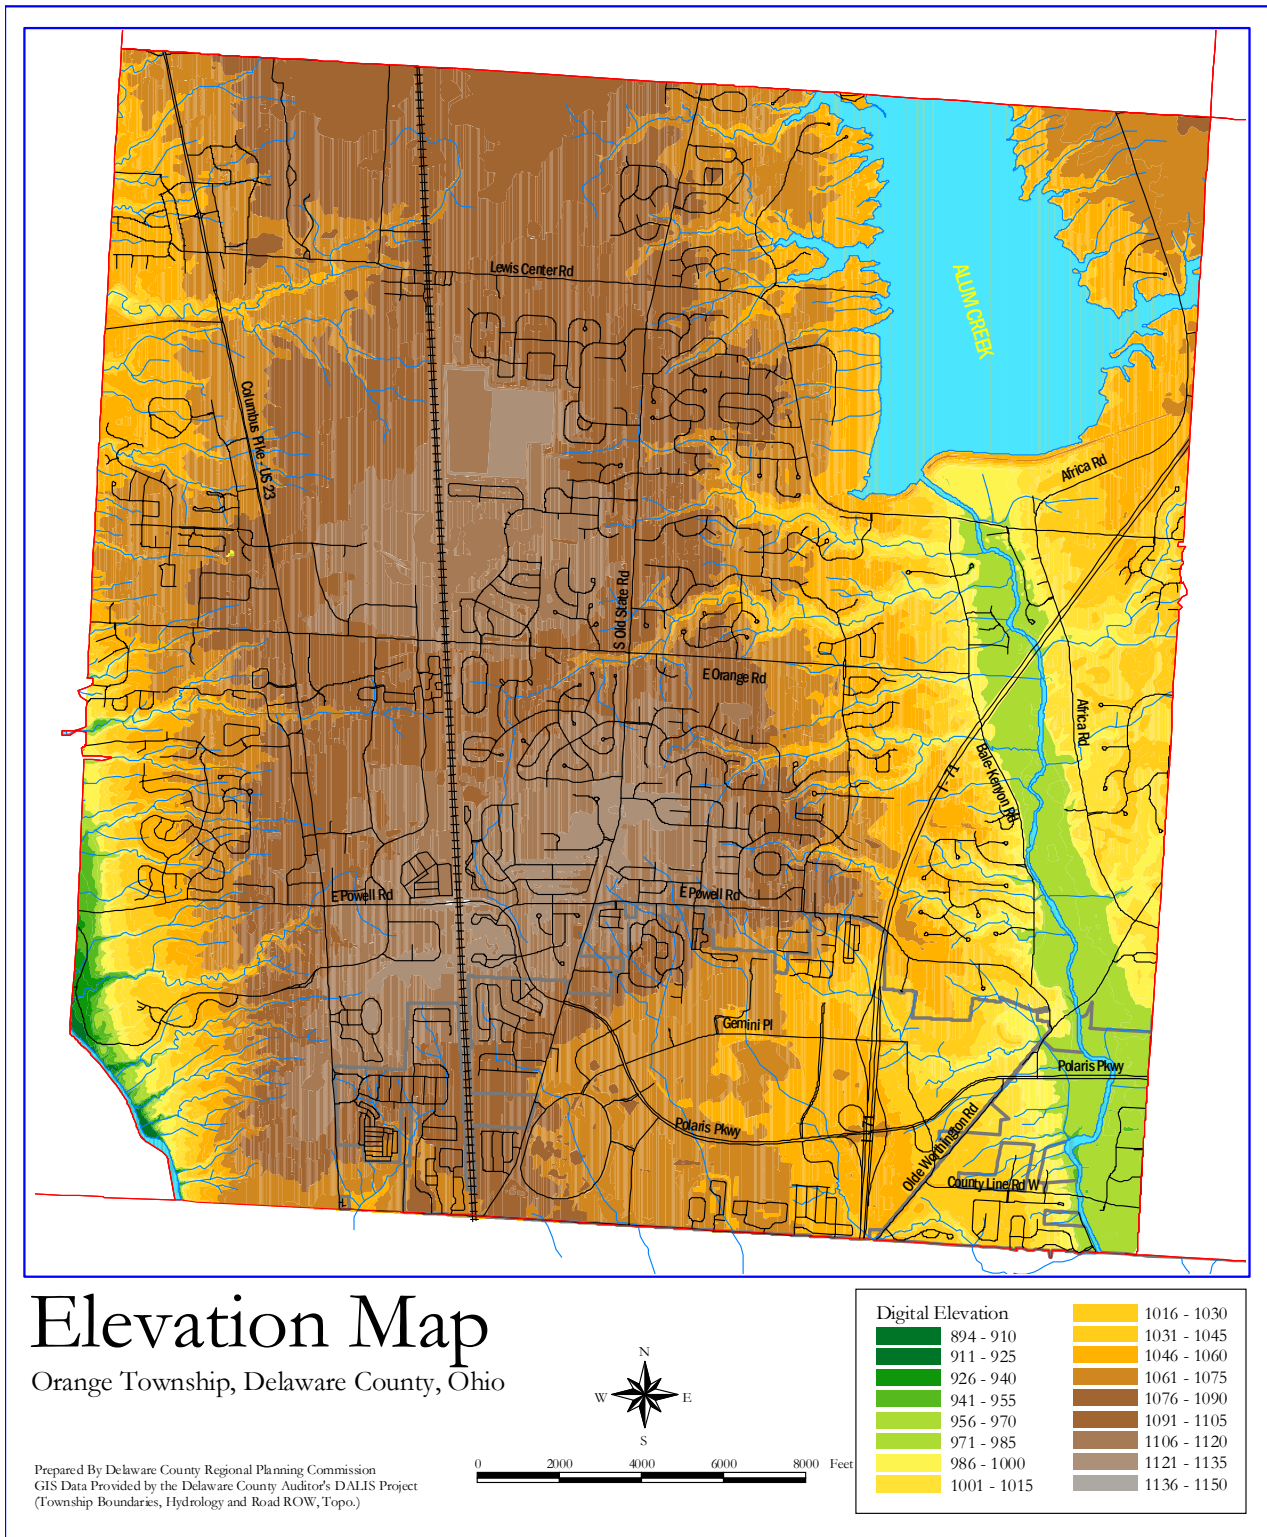 Lewis Center Rd
ALUM CREEK
Columbus Pike - US 23
Africa Rd
S Old State Rd
E Orange Rd
Africa Rd
I - 71
Bale-Kenyon Rd
E Powell Rd
E Powell Rd
Gemini Pl
Polaris Pkwy
Polaris Pkwy
I - 71
Olde Worthington Rd
County Line Rd W
Elevation Map
Orange Township, Delaware County, Ohio
N
W
E
S
0 2000 4000 6000 8000 Feet
Prepared By Delaware County Regional Planning Commission
GIS Data Provided by the Delaware County Auditor's DALIS Project
(Township Boundaries, Hydrology and Road ROW, Topo.)
Digital Elevation
894 - 910
911 - 925
926 - 940
941 - 955
956 - 970
971 - 985
986 - 1000
1001 - 1015
1016 - 1030
1031 - 1045
1046 - 1060
1061 - 1075
1076 - 1090
1091 - 1105
1106 - 1120
1121 - 1135
1136 - 1150